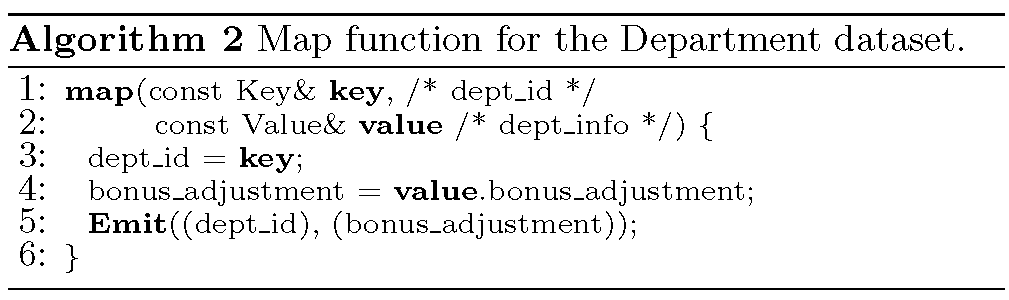 Algorithm 2 Map function for the Department dataset.
1: map(const Key& key, /* dept_id */
2: const Value& value /* dept_info */) {
3: dept_id = key;
4: bonus_adjustment = value.bonus_adjustment;
5: Emit((dept_id), (bonus_adjustment));
6: }